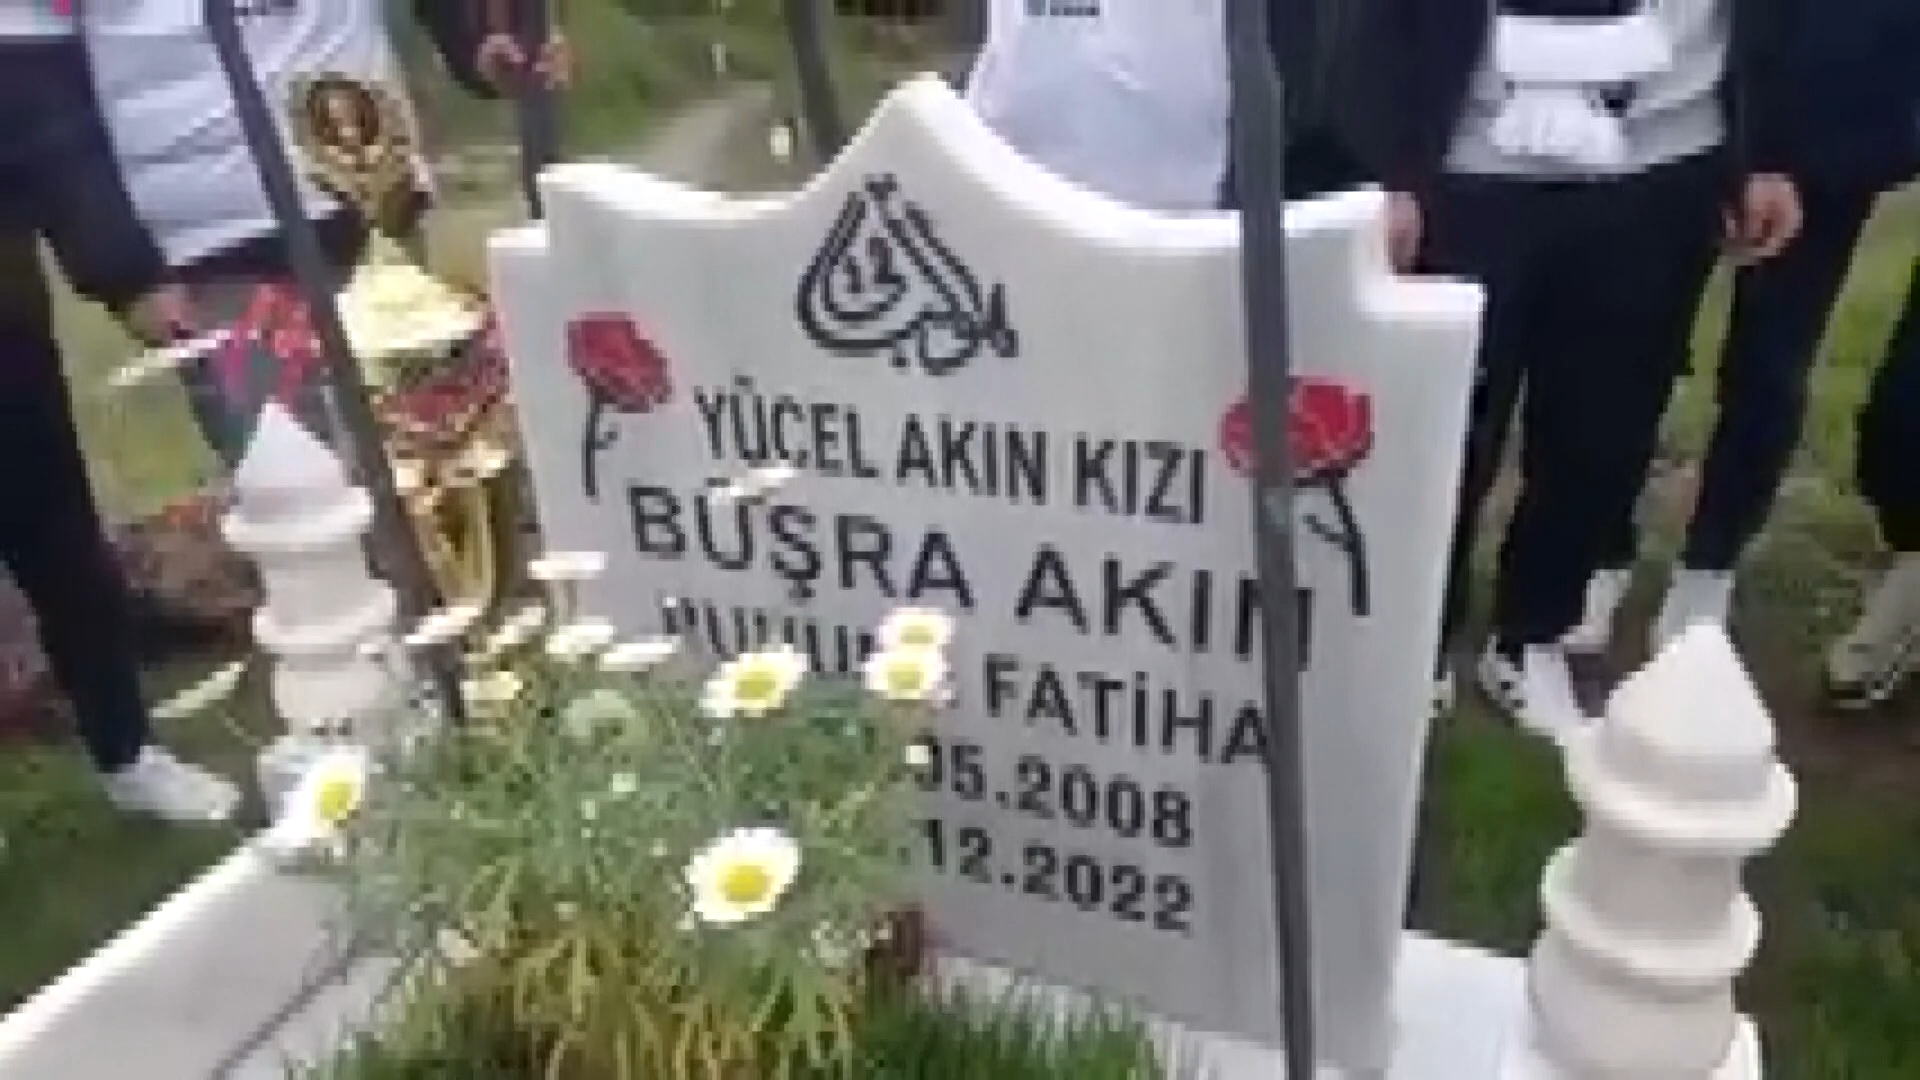 YÜCEL AKIN KIZI
BÜŞRA AKIN
FATİHA
05.2008
.12.2022